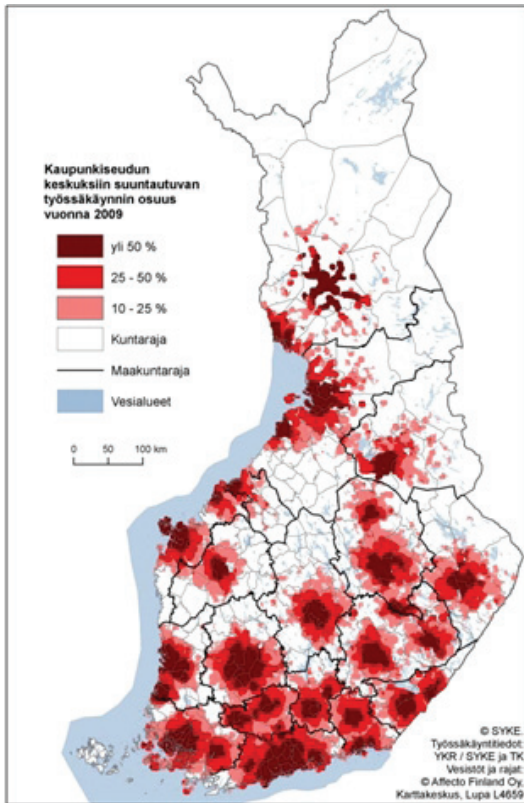 Kaupunkiseudun
keskuksiin suuntautuvan
työssäkäynnin osuus
vuonna 2009
yli 50 %
25 - 50 %
10 - 25 %
Kuntaraja
Maakuntaraja
Vesialueet
0 50 100 km
© SYKE.
Työssäkäyntitiedot:
YKR / SYKE ja TK
Vesistöt ja rajat:
© Affecto Finland Oy,
Karttakeskus, Lupa L4659